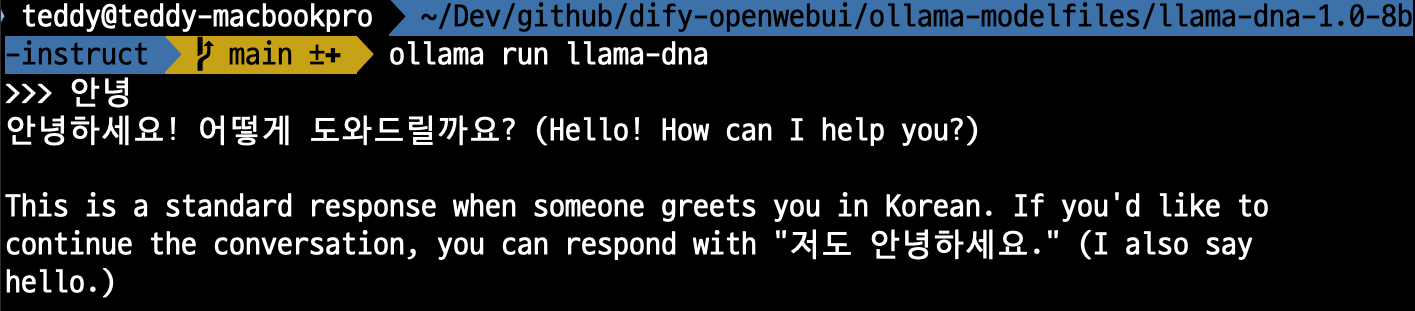 teddy@teddy-macbookpro ~/Dev/github/dify-openwebui/ollama-modelfiles/llama-dna-1.0-8b
-instruct main ±+ ollama run llama-dna
>>> 안녕
안녕하세요! 어떻게 도와드릴까요? (Hello! How can I help you?)
This is a standard response when someone greets you in Korean. If you'd like to
continue the conversation, you can respond with "저도 안녕하세요." (I also say
hello.)